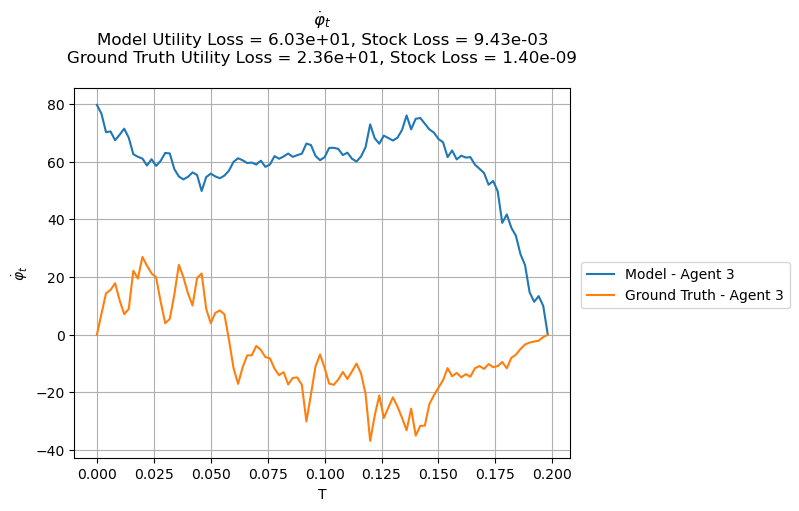 φ̇ₜ
Model Utility Loss = 6.03e+01, Stock Loss = 9.43e-03
Ground Truth Utility Loss = 2.36e+01, Stock Loss = 1.40e-09
80
60
40
20
0
−20
−40
φ̇ₜ
0.000 0.025 0.050 0.075 0.100 0.125 0.150 0.175 0.200
T
Model - Agent 3
Ground Truth - Agent 3